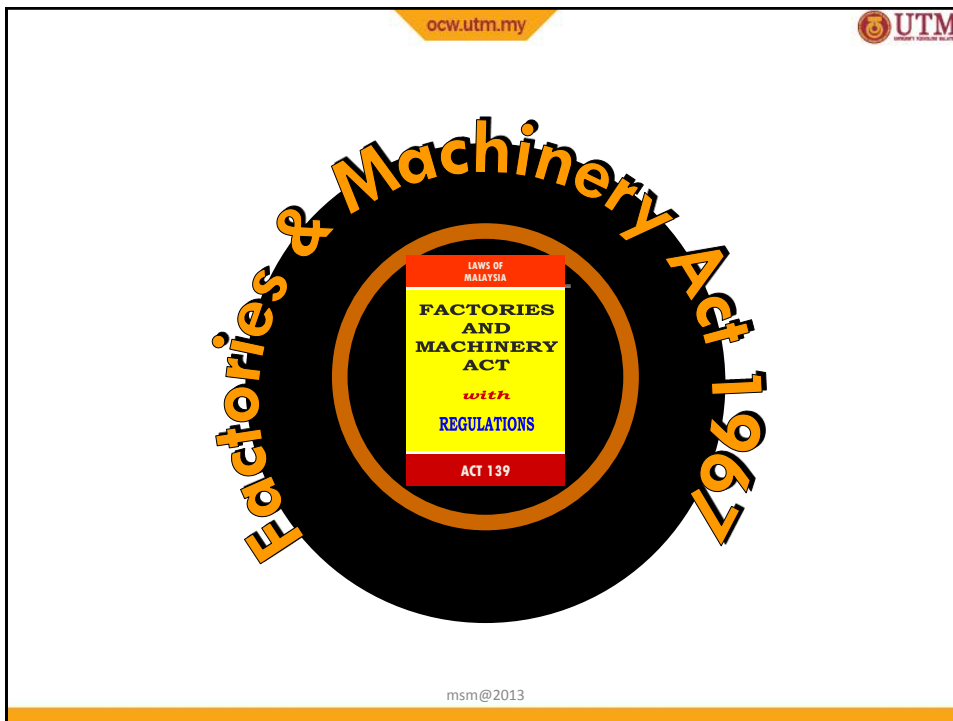 ocw.utm.my
UTM
Factories & Machinery Act 1967
LAWS OF
MALAYSIA
FACTORIES
AND
MACHINERY
ACT
with
REGULATIONS
ACT 139
msm@2013